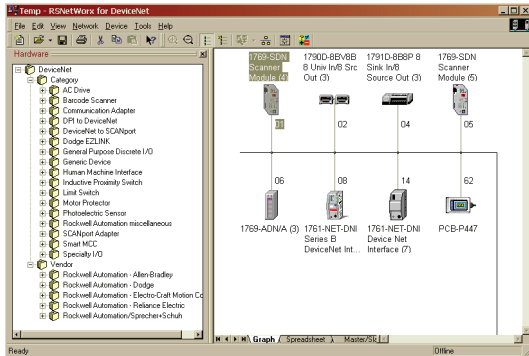 Temp - RSNetWorx for DeviceNet
File Edit View Network Device Tools Help
Hardware
DeviceNet
Category
AC Drive
Barcode Scanner
Communication Adapter
DPI to DeviceNet
DeviceNet to SCANport
Dodge EZLINK
General Purpose Discrete I/O
Generic Device
Human Machine Interface
Inductive Proximity Switch
Limit Switch
Motor Protector
Photoelectric Sensor
Rockwell Automation miscellaneous
SCANport Adapter
Smart MCC
Specialty I/O
Vendor
Rockwell Automation - Allen-Bradley
Rockwell Automation - Dodge
Rockwell Automation - Electro-Craft Motion Co
Rockwell Automation - Reliance Electric
Rockwell Automation/Sprecher+Schuh
1769-SDN
Scanner
Module (4)
1790D-8BV8B
8 Univ In/8 Src
Out (3)
1791D-8B8P 8
Sink In/8
Source Out (3)
1769-SDN
Scanner
Module (5)
01
02
04
05
06
08
14
62
1769-ADN/A (3)
1761-NET-DNI
Series B
DeviceNet Int...
1761-NET-DNI
Device Net
Interface (7)
PCB-P447
Graph
Spreadsheet
Master/Sla
Ready
Offline